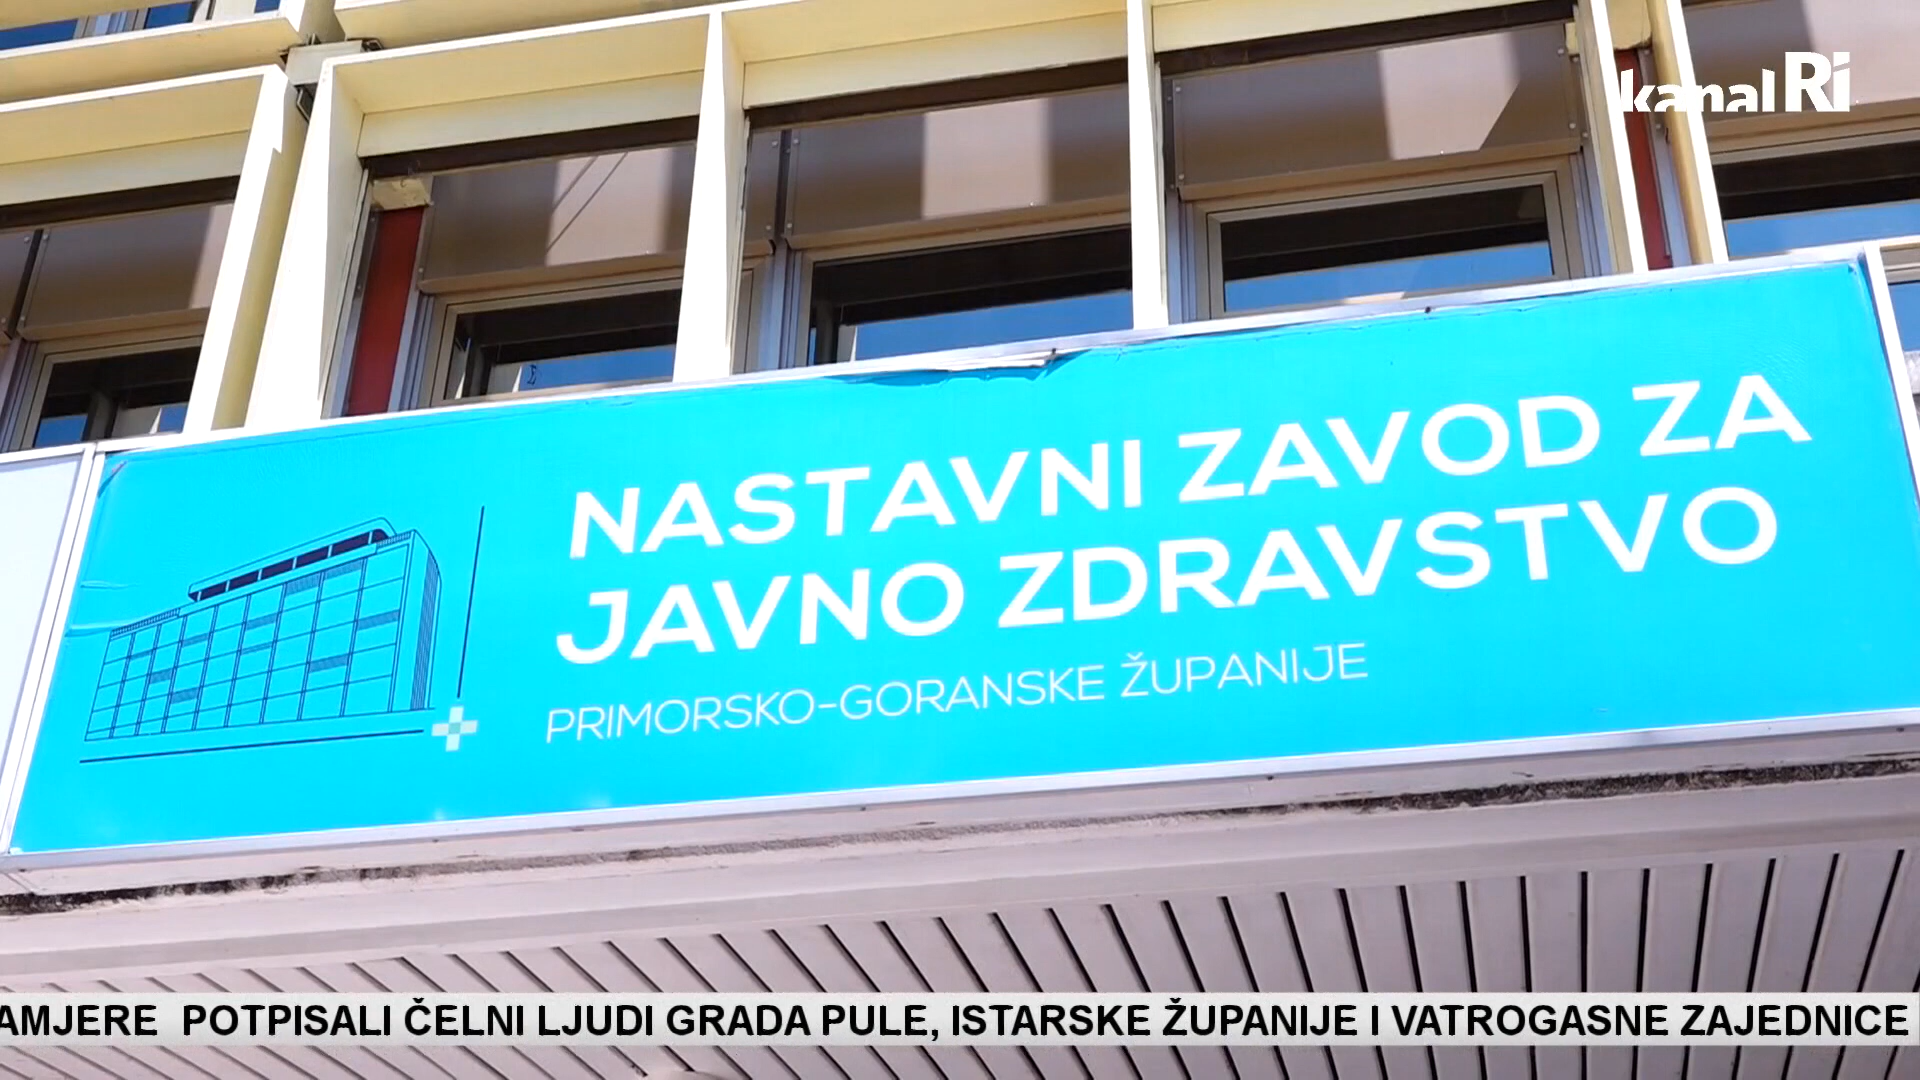 kanal Ri
NASTAVNI ZAVOD ZA
JAVNO ZDRAVSTVO
PRIMORSKO-GORANSKE ŽUPANIJE
AMJERE POTPISALI ČELNI LJUDI GRADA PULE, ISTARSKE ŽUPANIJE I VATROGASNE ZAJEDNICE